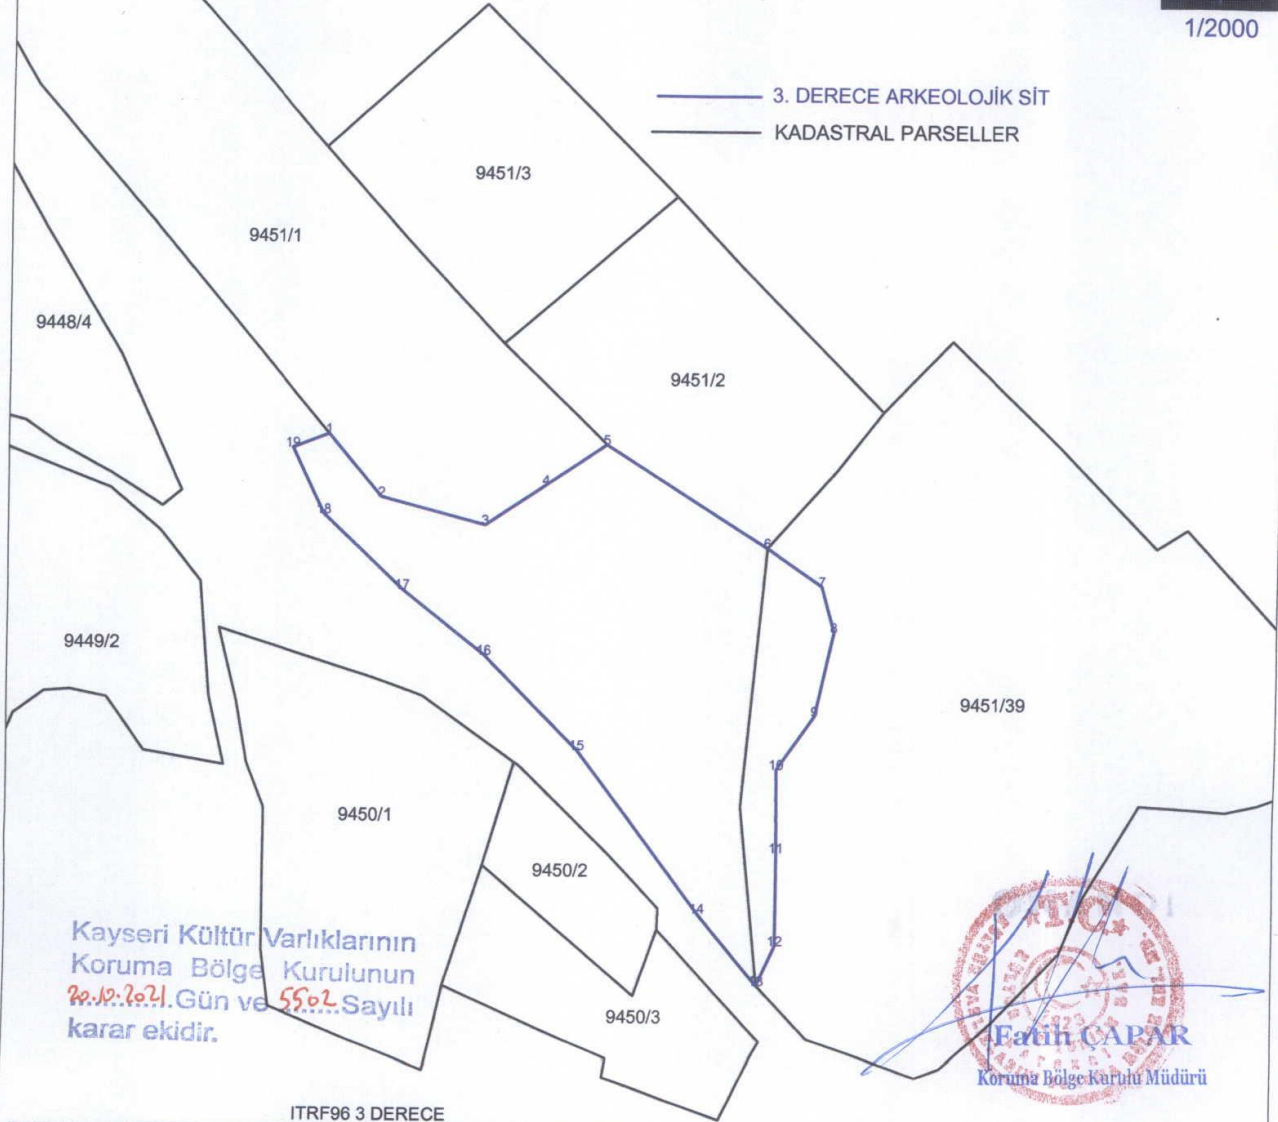 1/2000
3. DERECE ARKEOLOJİK SİT
KADASTRAL PARSELLER
9451/3
9451/1
9448/4
9451/2
1
19
5
2
4
18
3
6
7
17
8
9449/2
16
9451/39
9
15
10
9450/1
11
9450/2
14
12
13
Kayseri Kültür Varlıklarının
Koruma Bölge Kurulunun
20.10.2021.Gün ve 5502 Sayılı
karar ekidir.
9450/3
T.C.
Fatih ÇAPAR
Koruma Bölge Kurulu Müdürü
ITRF96 3 DERECE